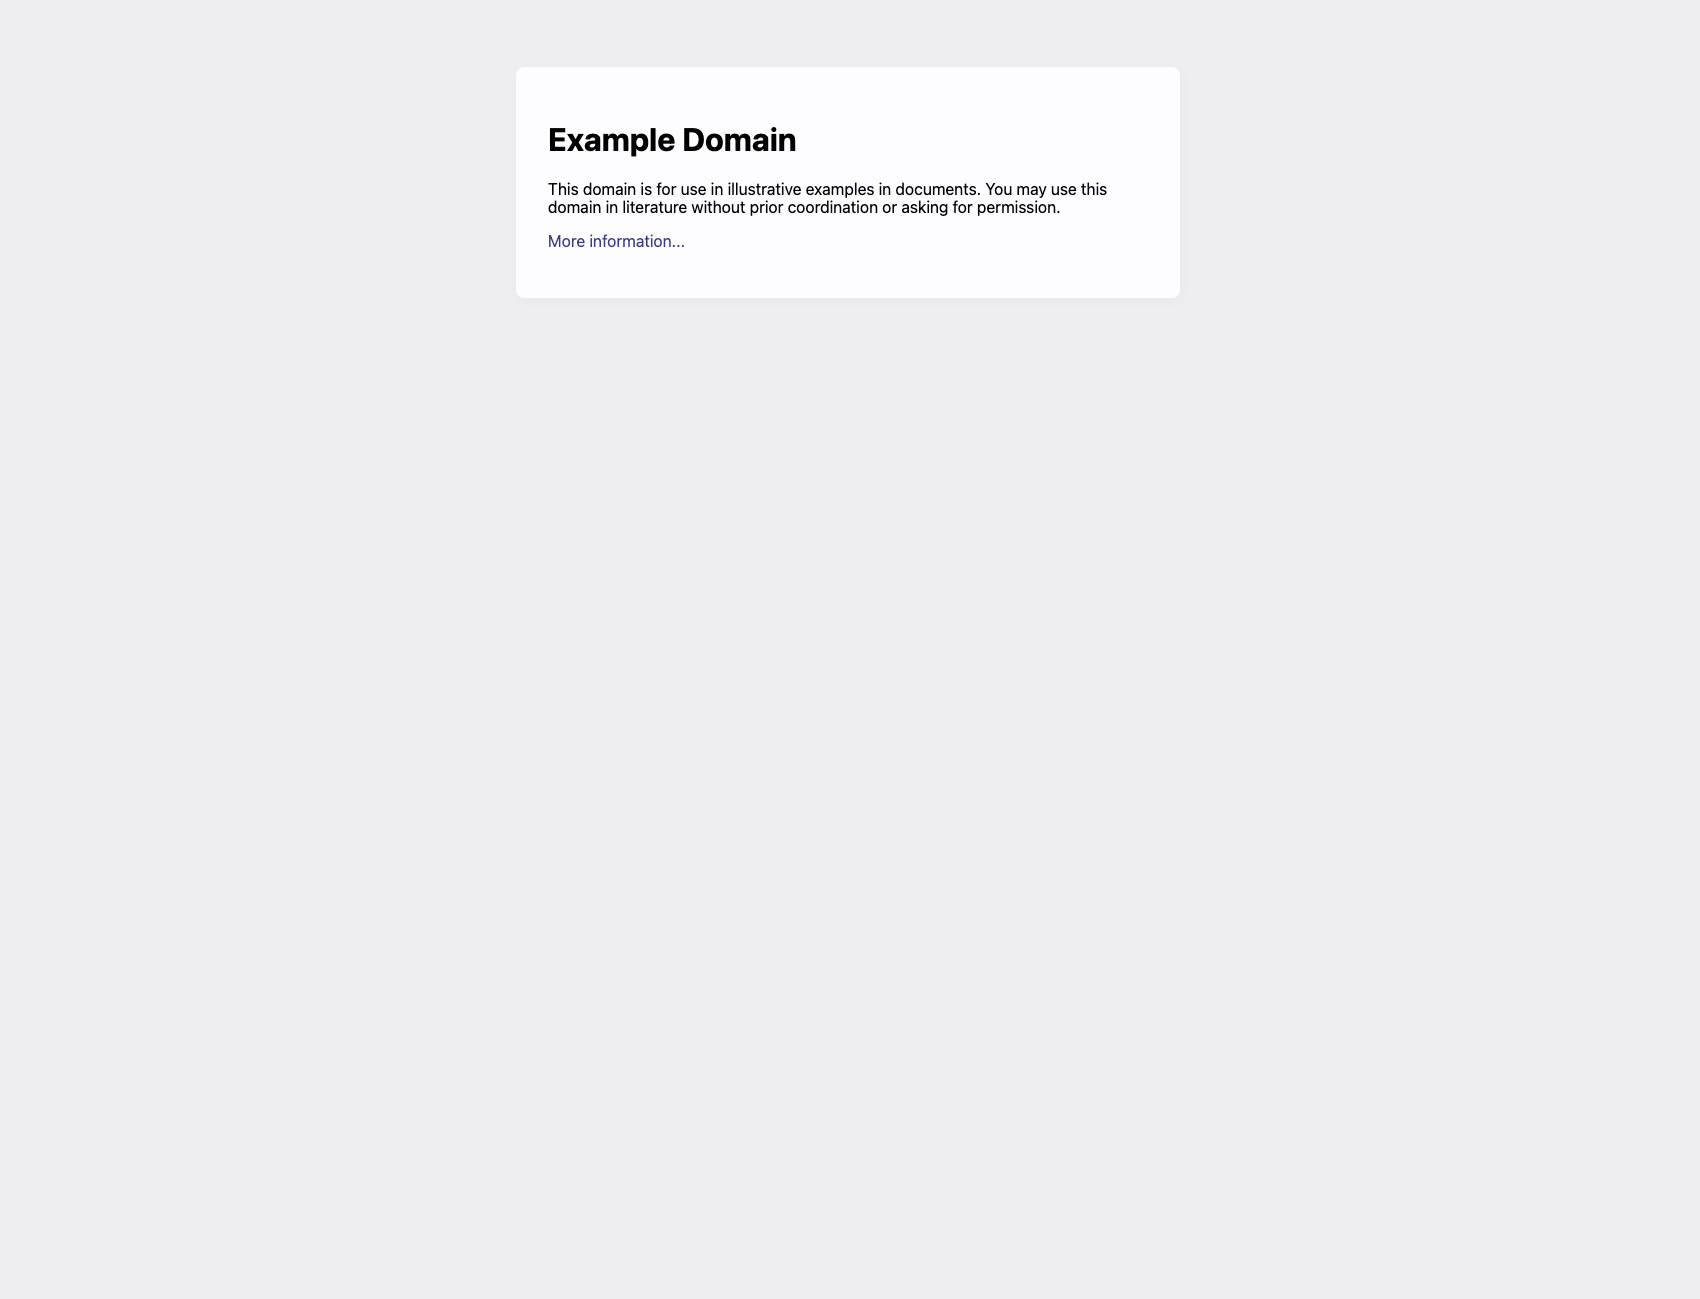 Example Domain
This domain is for use in illustrative examples in documents. You may use this
domain in literature without prior coordination or asking for permission.
More information...